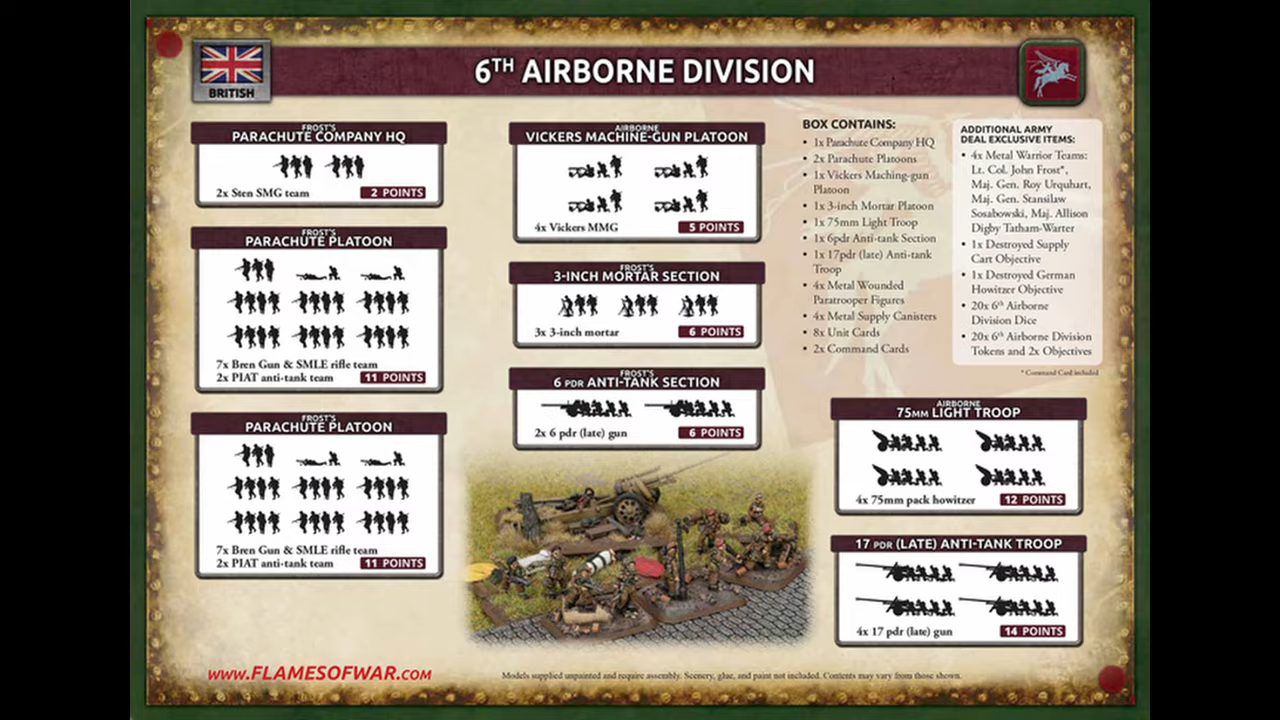 BRITISH
6TH AIRBORNE DIVISION
FROST'S
PARACHUTE COMPANY HQ
2x Sten SMG team
2 POINTS
FROST'S
PARACHUTE PLATOON
7x Bren Gun & SMLE rifle team
2x PIAT anti-tank team
11 POINTS
FROST'S
PARACHUTE PLATOON
7x Bren Gun & SMLE rifle team
2x PIAT anti-tank team
11 POINTS
AIRBORNE
VICKERS MACHINE-GUN PLATOON
4x Vickers MMG
5 POINTS
FROST'S
3-INCH MORTAR SECTION
3x 3-inch mortar
6 POINTS
FROST'S
6 PDR ANTI-TANK SECTION
2x 6 pdr (late) gun
6 POINTS
BOX CONTAINS:
• 1x Parachute Company HQ
• 2x Parachute Platoons
• 1x Vickers Maching-gun
Platoon
• 1x 3-inch Mortar Platoon
• 1x 75mm Light Troop
• 1x 6pdr Anti-tank Section
• 1x 17pdr (late) Anti-tank
Troop
• 4x Metal Wounded
Paratrooper Figures
• 4x Metal Supply Canisters
• 8x Unit Cards
• 2x Command Cards
ADDITIONAL ARMY
DEAL EXCLUSIVE ITEMS:
• 4x Metal Warrior Teams:
Lt. Col. John Frost*,
Maj. Gen. Roy Urquhart,
Maj. Gen. Stansilaw
Sosabowski, Maj. Allison
Digby Tatham-Warter
• 1x Destroyed Supply
Cart Objective
• 1x Destroyed German
Howitzer Objective
• 20x 6th Airborne
Division Dice
• 20x 6th Airborne Division
Tokens and 2x Objectives
* Command Card included
AIRBORNE
75MM LIGHT TROOP
4x 75mm pack howitzer
12 POINTS
17 PDR (LATE) ANTI-TANK TROOP
4x 17 pdr (late) gun
14 POINTS
WWW.FLAMESOFWAR.COM
Models supplied unpainted and require assembly. Scenery, glue, and paint not included. Contents may vary from those shown.